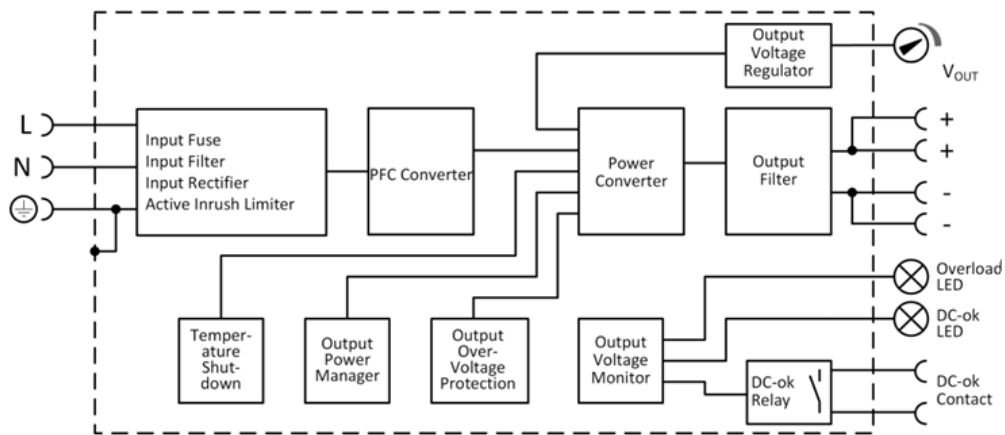 Output
Voltage
Regulator
VOUT
L
N
Input Fuse
Input Filter
Input Rectifier
Active Inrush Limiter
PFC Converter
Power
Converter
Output
Filter
+
+
-
-
Temper-
ature
Shut-
down
Output
Power
Manager
Output
Over-
Voltage
Protection
Output
Voltage
Monitor
Overload
LED
DC-ok
LED
DC-ok
Relay
DC-ok
Contact